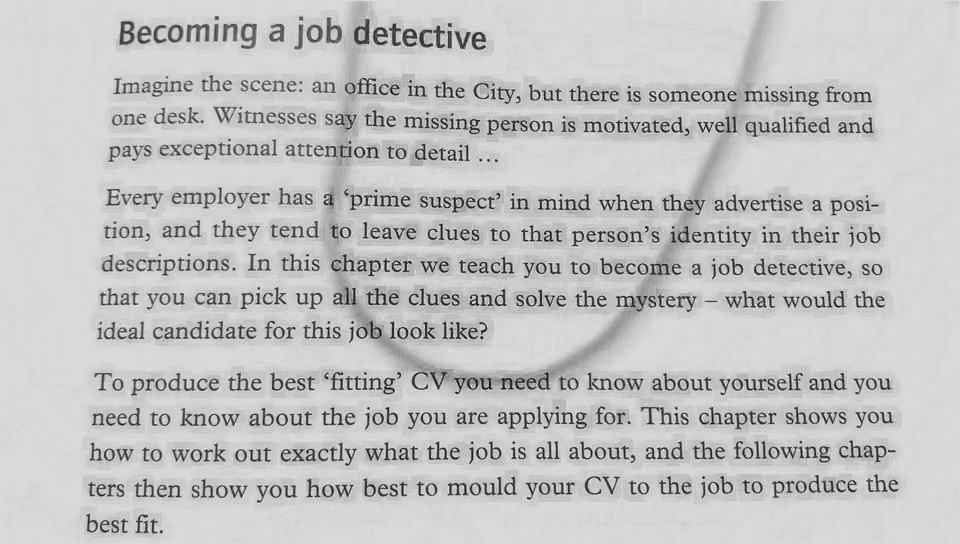 Becoming a job detective
Imagine the scene: an office in the City, but there is someone missing from
one desk. Witnesses say the missing person is motivated, well qualified and
pays exceptional attention to detail ...
Every employer has a ‘prime suspect’ in mind when they advertise a posi-
tion, and they tend to leave clues to that person’s identity in their job
descriptions. In this chapter we teach you to become a job detective, so
that you can pick up all the clues and solve the mystery – what would the
ideal candidate for this job look like?
To produce the best ‘fitting’ CV you need to know about yourself and you
need to know about the job you are applying for. This chapter shows you
how to work out exactly what the job is all about, and the following chap-
ters then show you how best to mould your CV to the job to produce the
best fit.